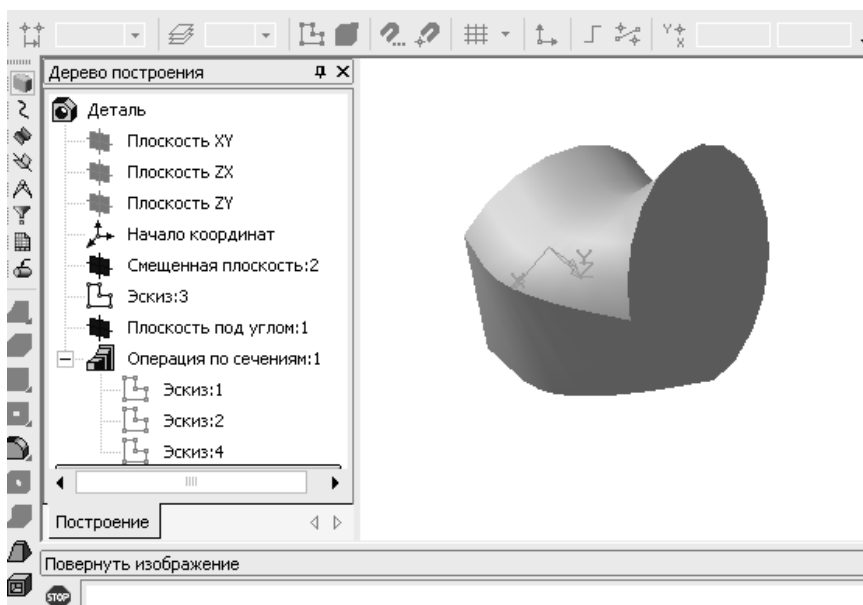 Y
X
Дерево построения
Деталь
Плоскость XY
Плоскость ZX
Плоскость ZY
Начало координат
Смещенная плоскость:2
Эскиз:3
Плоскость под углом:1
Операция по сечениям:1
Эскиз:1
Эскиз:2
Эскиз:4
X
Y
Z
Построение
Повернуть изображение
STOP